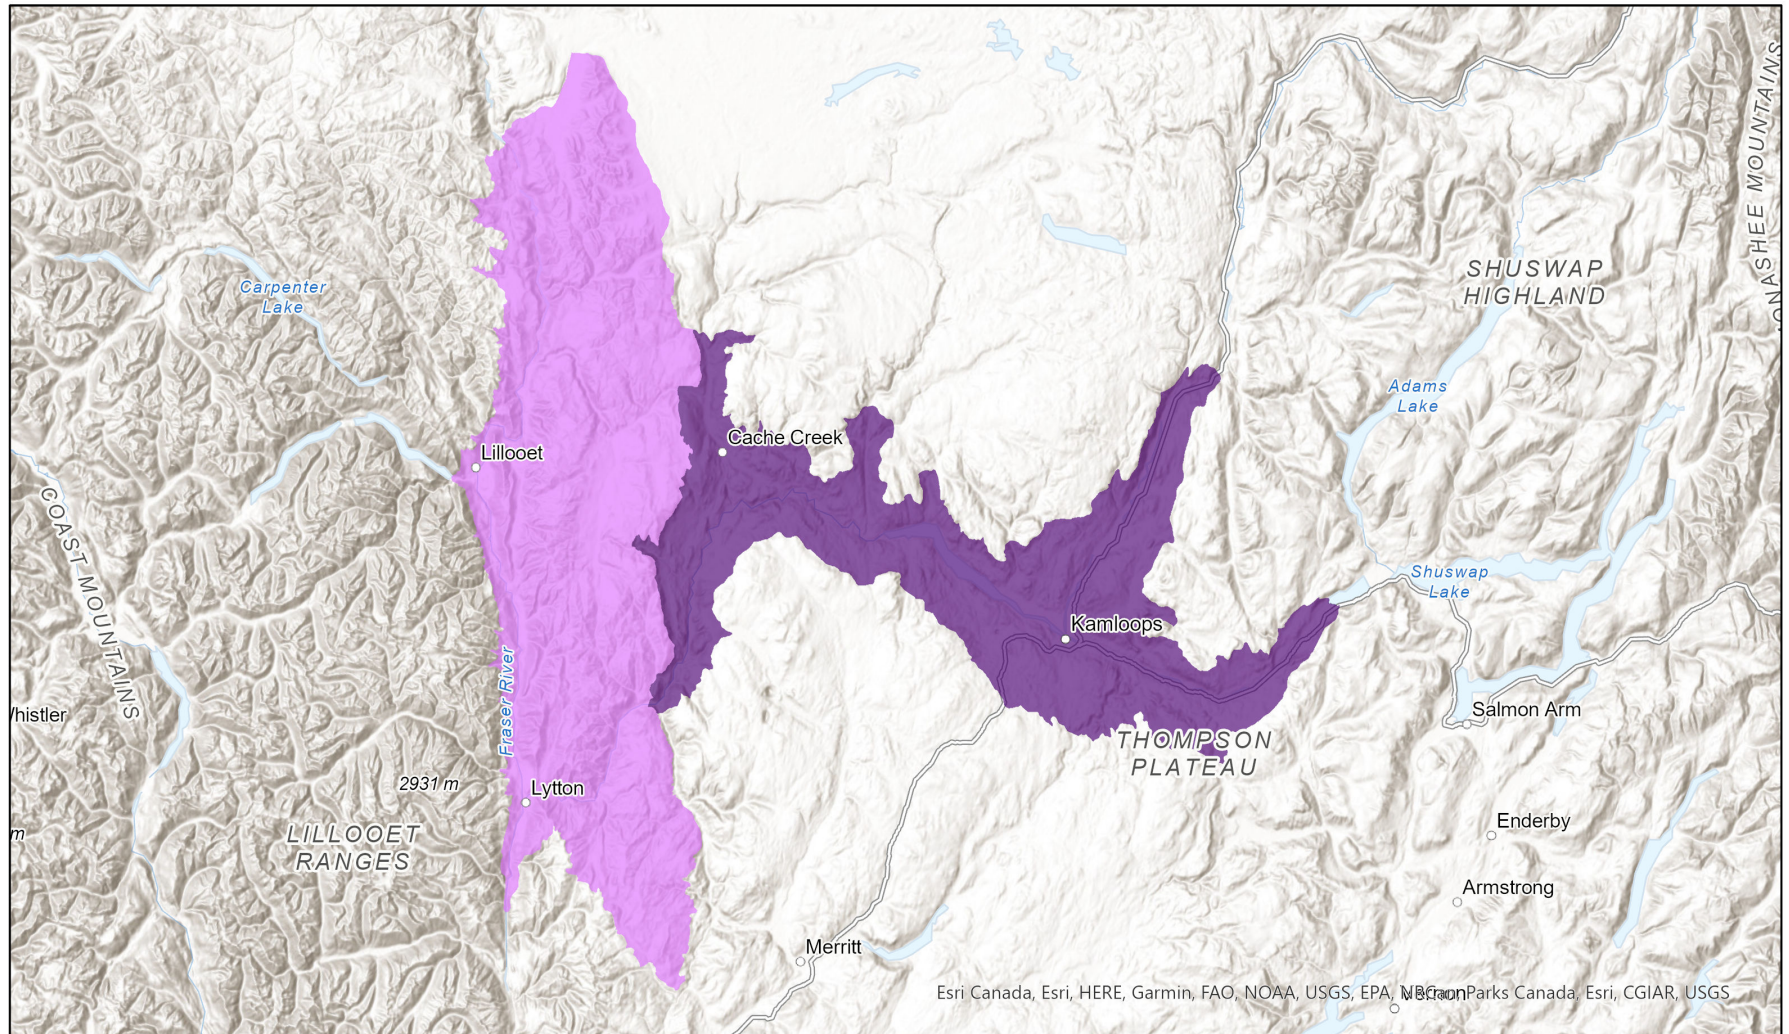 ONASHEE MOUNTAINS
SHUSWAP
HIGHLAND
Carpenter
Lake
Adams
Lake
Cache Creek
Lillooet
COAST MOUNTAINS
Shuswap
Lake
Kamloops
Fraser River
/histler
Salmon Arm
THOMPSON
PLATEAU
2931 m
Lytton
m
LILLOOET
RANGES
Enderby
Armstrong
Merritt
Esri Canada, Esri, HERE, Garmin, FAO, NOAA, USGS, EPA, NRCan, Parks Canada, Esri, CGIAR, USGS